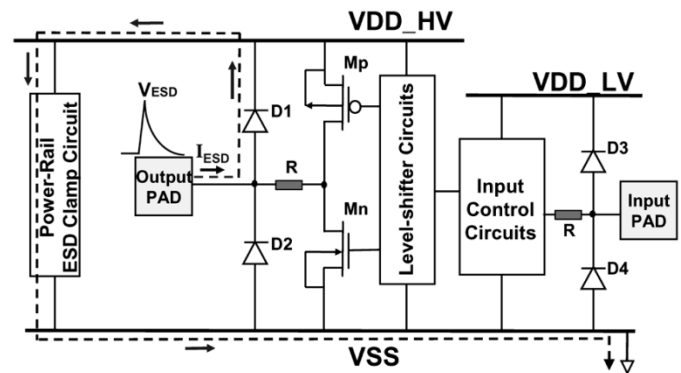 VDD_HV
Mp
VDD_LV
VESD
D1
IESD
Output
PAD
R
Power-Rail
ESD Clamp Circuit
Level-shifter Circuits
D3
Input
Control
Circuits
R
Input
PAD
Mn
D2
D4
VSS